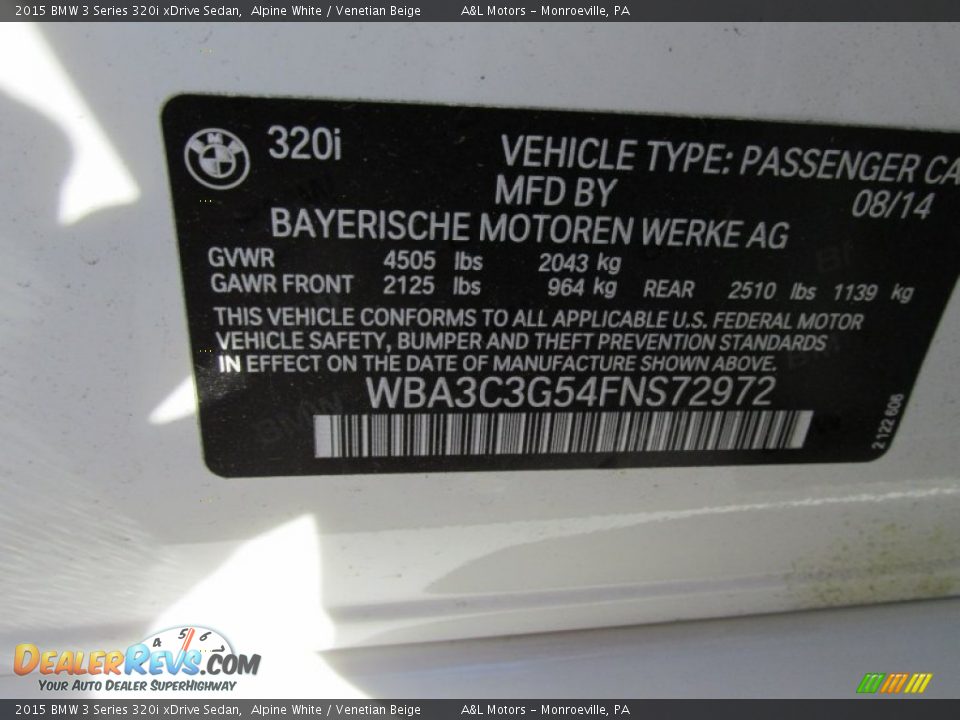 2015 BMW 3 Series 320i xDrive Sedan, Alpine White / Venetian Beige A&L Motors - Monroeville, PA
320i
VEHICLE TYPE: PASSENGER CA
MFD BY 08/14
BAYERISCHE MOTOREN WERKE AG
GVWR 4505 lbs 2043 kg
GAWR FRONT 2125 lbs 964 kg REAR 2510 lbs 1139 kg
THIS VEHICLE CONFORMS TO ALL APPLICABLE U.S. FEDERAL MOTOR
VEHICLE SAFETY, BUMPER AND THEFT PREVENTION STANDARDS
IN EFFECT ON THE DATE OF MANUFACTURE SHOWN ABOVE.
WBA3C3G54FNS72972
2 122 606
4 5 6
DEALERREVS.COM
YOUR AUTO DEALER SUPERHIGHWAY
2015 BMW 3 Series 320i xDrive Sedan, Alpine White / Venetian Beige A&L Motors - Monroeville, PA